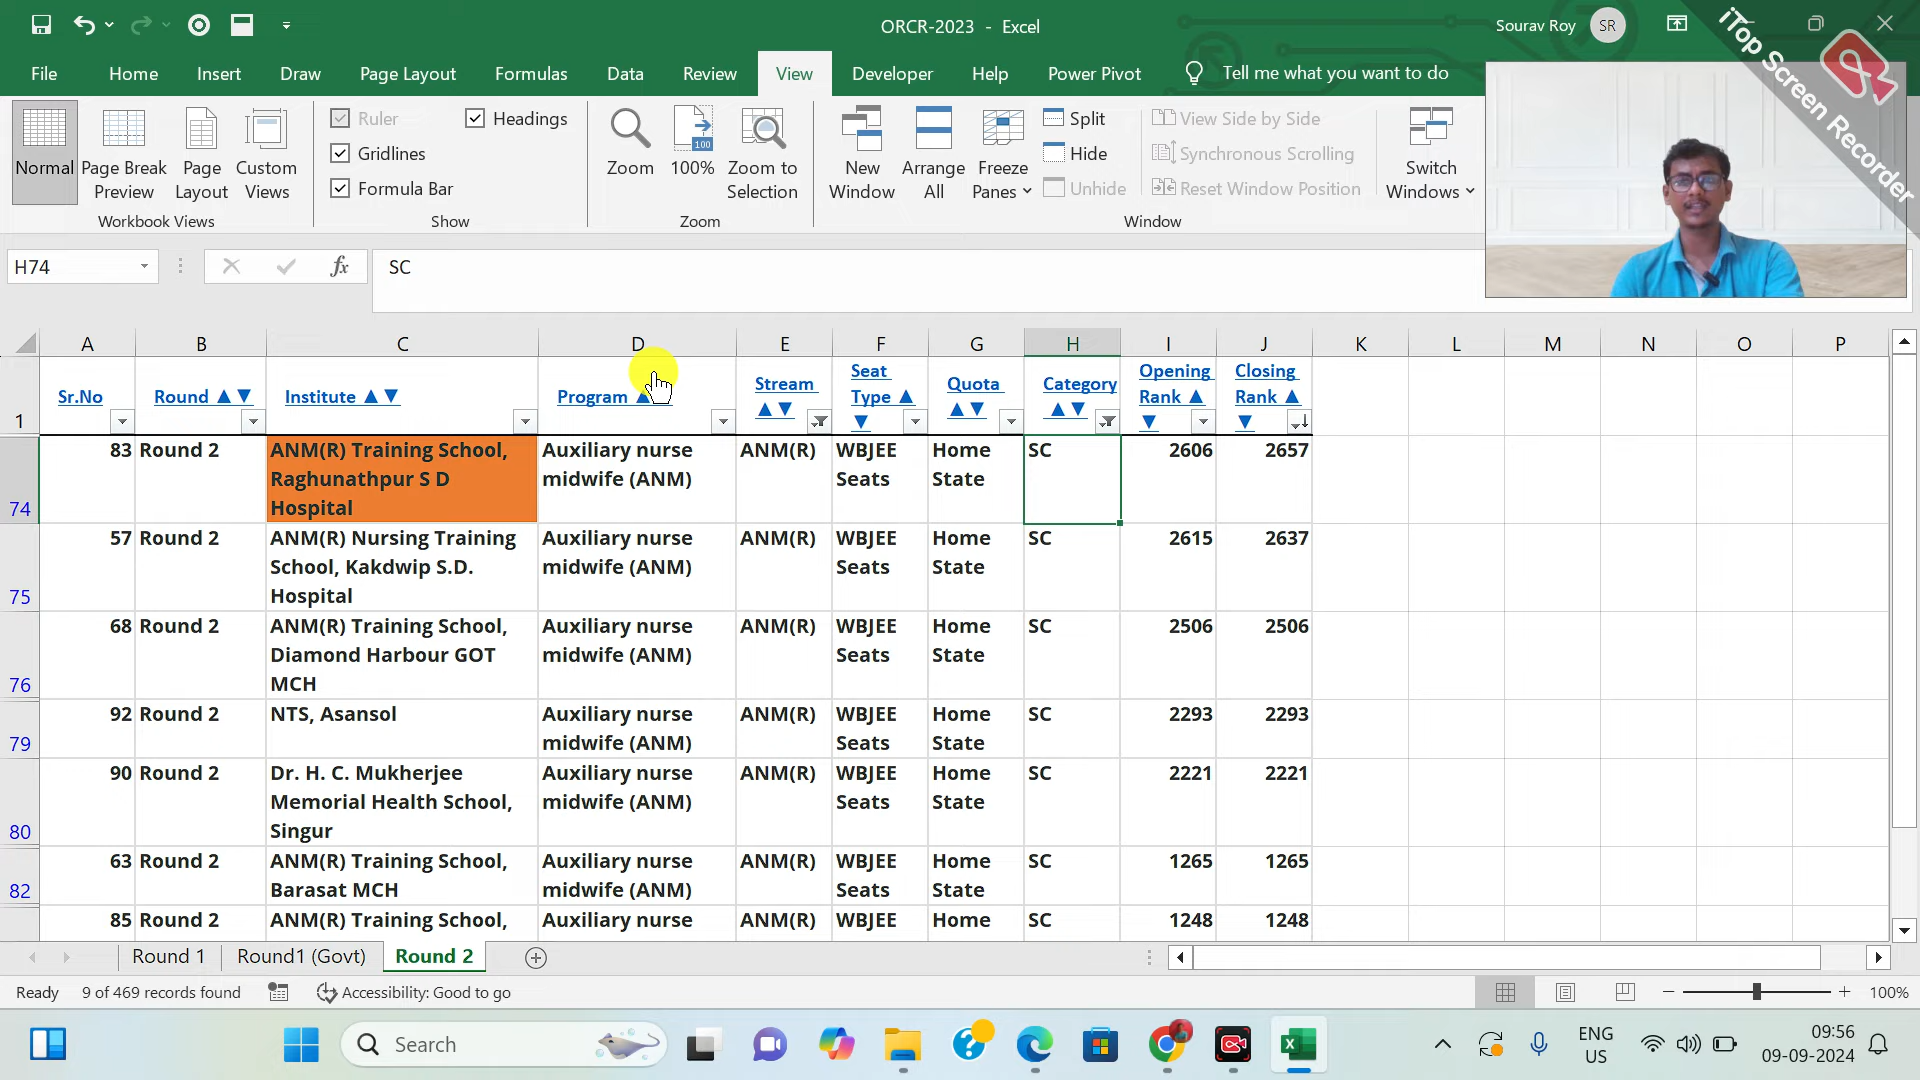 ORCR-2023 - Excel
Sourav Roy SR
iTop Screen Recorder
File Home Insert Draw Page Layout Formulas Data Review View Developer Help Power Pivot Tell me what you want to do
Normal
Page Break
Preview
Page
Layout
Custom
Views
Workbook Views
Ruler
Gridlines
Formula Bar
Headings
Show
Zoom
100
100%
Zoom to
Selection
Zoom
New
Window
Arrange
All
Freeze
Panes
Split
Hide
Unhide
View Side by Side
Synchronous Scrolling
Reset Window Position
Switch
Windows
Window
H74 fx SC
A B C D E F G H I J K L M N O P
1 Sr.No Round ▲▼ Institute ▲▼ Program ▲
Stream
▲▼
Seat
Type ▲
▼
Quota
▲▼
Category
▲▼
Opening
Rank ▲
▼
Closing
Rank ▲
▼
74 83 Round 2
ANM(R) Training School,
Raghunathpur S D
Hospital
Auxiliary nurse
midwife (ANM)
ANM(R)
WBJEE
Seats
Home
State
SC 2606 2657
75 57 Round 2
ANM(R) Nursing Training
School, Kakdwip S.D.
Hospital
Auxiliary nurse
midwife (ANM)
ANM(R)
WBJEE
Seats
Home
State
SC 2615 2637
76 68 Round 2
ANM(R) Training School,
Diamond Harbour GOT
MCH
Auxiliary nurse
midwife (ANM)
ANM(R)
WBJEE
Seats
Home
State
SC 2506 2506
79 92 Round 2
NTS, Asansol
Auxiliary nurse
midwife (ANM)
ANM(R)
WBJEE
Seats
Home
State
SC 2293 2293
80 90 Round 2
Dr. H. C. Mukherjee
Memorial Health School,
Singur
Auxiliary nurse
midwife (ANM)
ANM(R)
WBJEE
Seats
Home
State
SC 2221 2221
82 63 Round 2
ANM(R) Training School,
Barasat MCH
Auxiliary nurse
midwife (ANM)
ANM(R)
WBJEE
Seats
Home
State
SC 1265 1265
85 Round 2 ANM(R) Training School, Auxiliary nurse ANM(R) WBJEE Home SC 1248 1248
Round 1 Round1 (Govt) Round 2
Ready 9 of 469 records found Accessibility: Good to go 100%
Search
ENG
US
09:56
09-09-2024